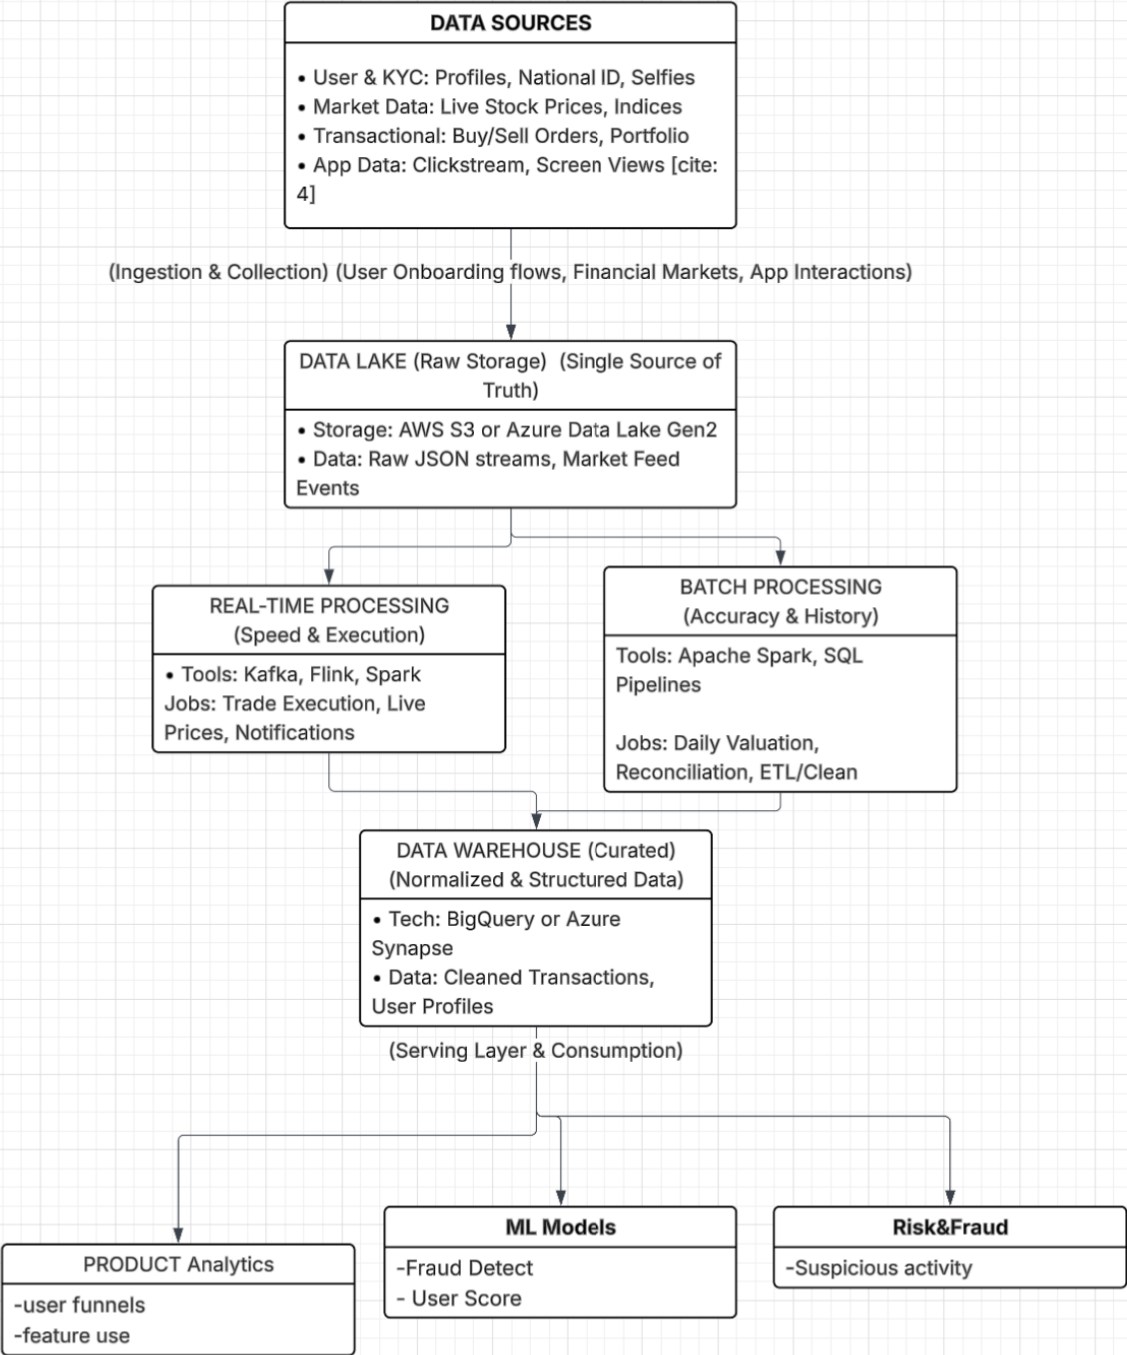 DATA SOURCES
• User & KYC: Profiles, National ID, Selfies
• Market Data: Live Stock Prices, Indices
• Transactional: Buy/Sell Orders, Portfolio
• App Data: Clickstream, Screen Views [cite:
4]
(Ingestion & Collection) (User Onboarding flows, Financial Markets, App Interactions)
DATA LAKE (Raw Storage) (Single Source of
Truth)
• Storage: AWS S3 or Azure Data Lake Gen2
• Data: Raw JSON streams, Market Feed
Events
REAL-TIME PROCESSING
(Speed & Execution)
• Tools: Kafka, Flink, Spark
Jobs: Trade Execution, Live
Prices, Notifications
BATCH PROCESSING
(Accuracy & History)
Tools: Apache Spark, SQL
Pipelines
Jobs: Daily Valuation,
Reconciliation, ETL/Clean
DATA WAREHOUSE (Curated)
(Normalized & Structured Data)
• Tech: BigQuery or Azure
Synapse
• Data: Cleaned Transactions,
User Profiles
(Serving Layer & Consumption)
PRODUCT Analytics
-user funnels
-feature use
ML Models
-Fraud Detect
- User Score
Risk&Fraud
-Suspicious activity